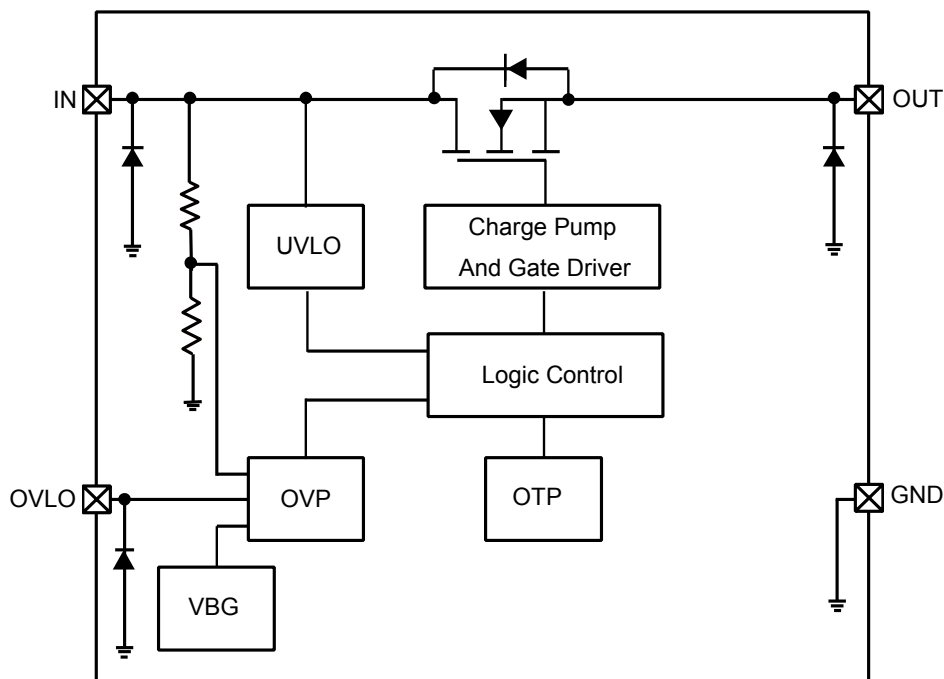 IN
OUT
UVLO
Charge Pump
And Gate Driver
Logic Control
OVLO
OVP
OTP
GND
VBG